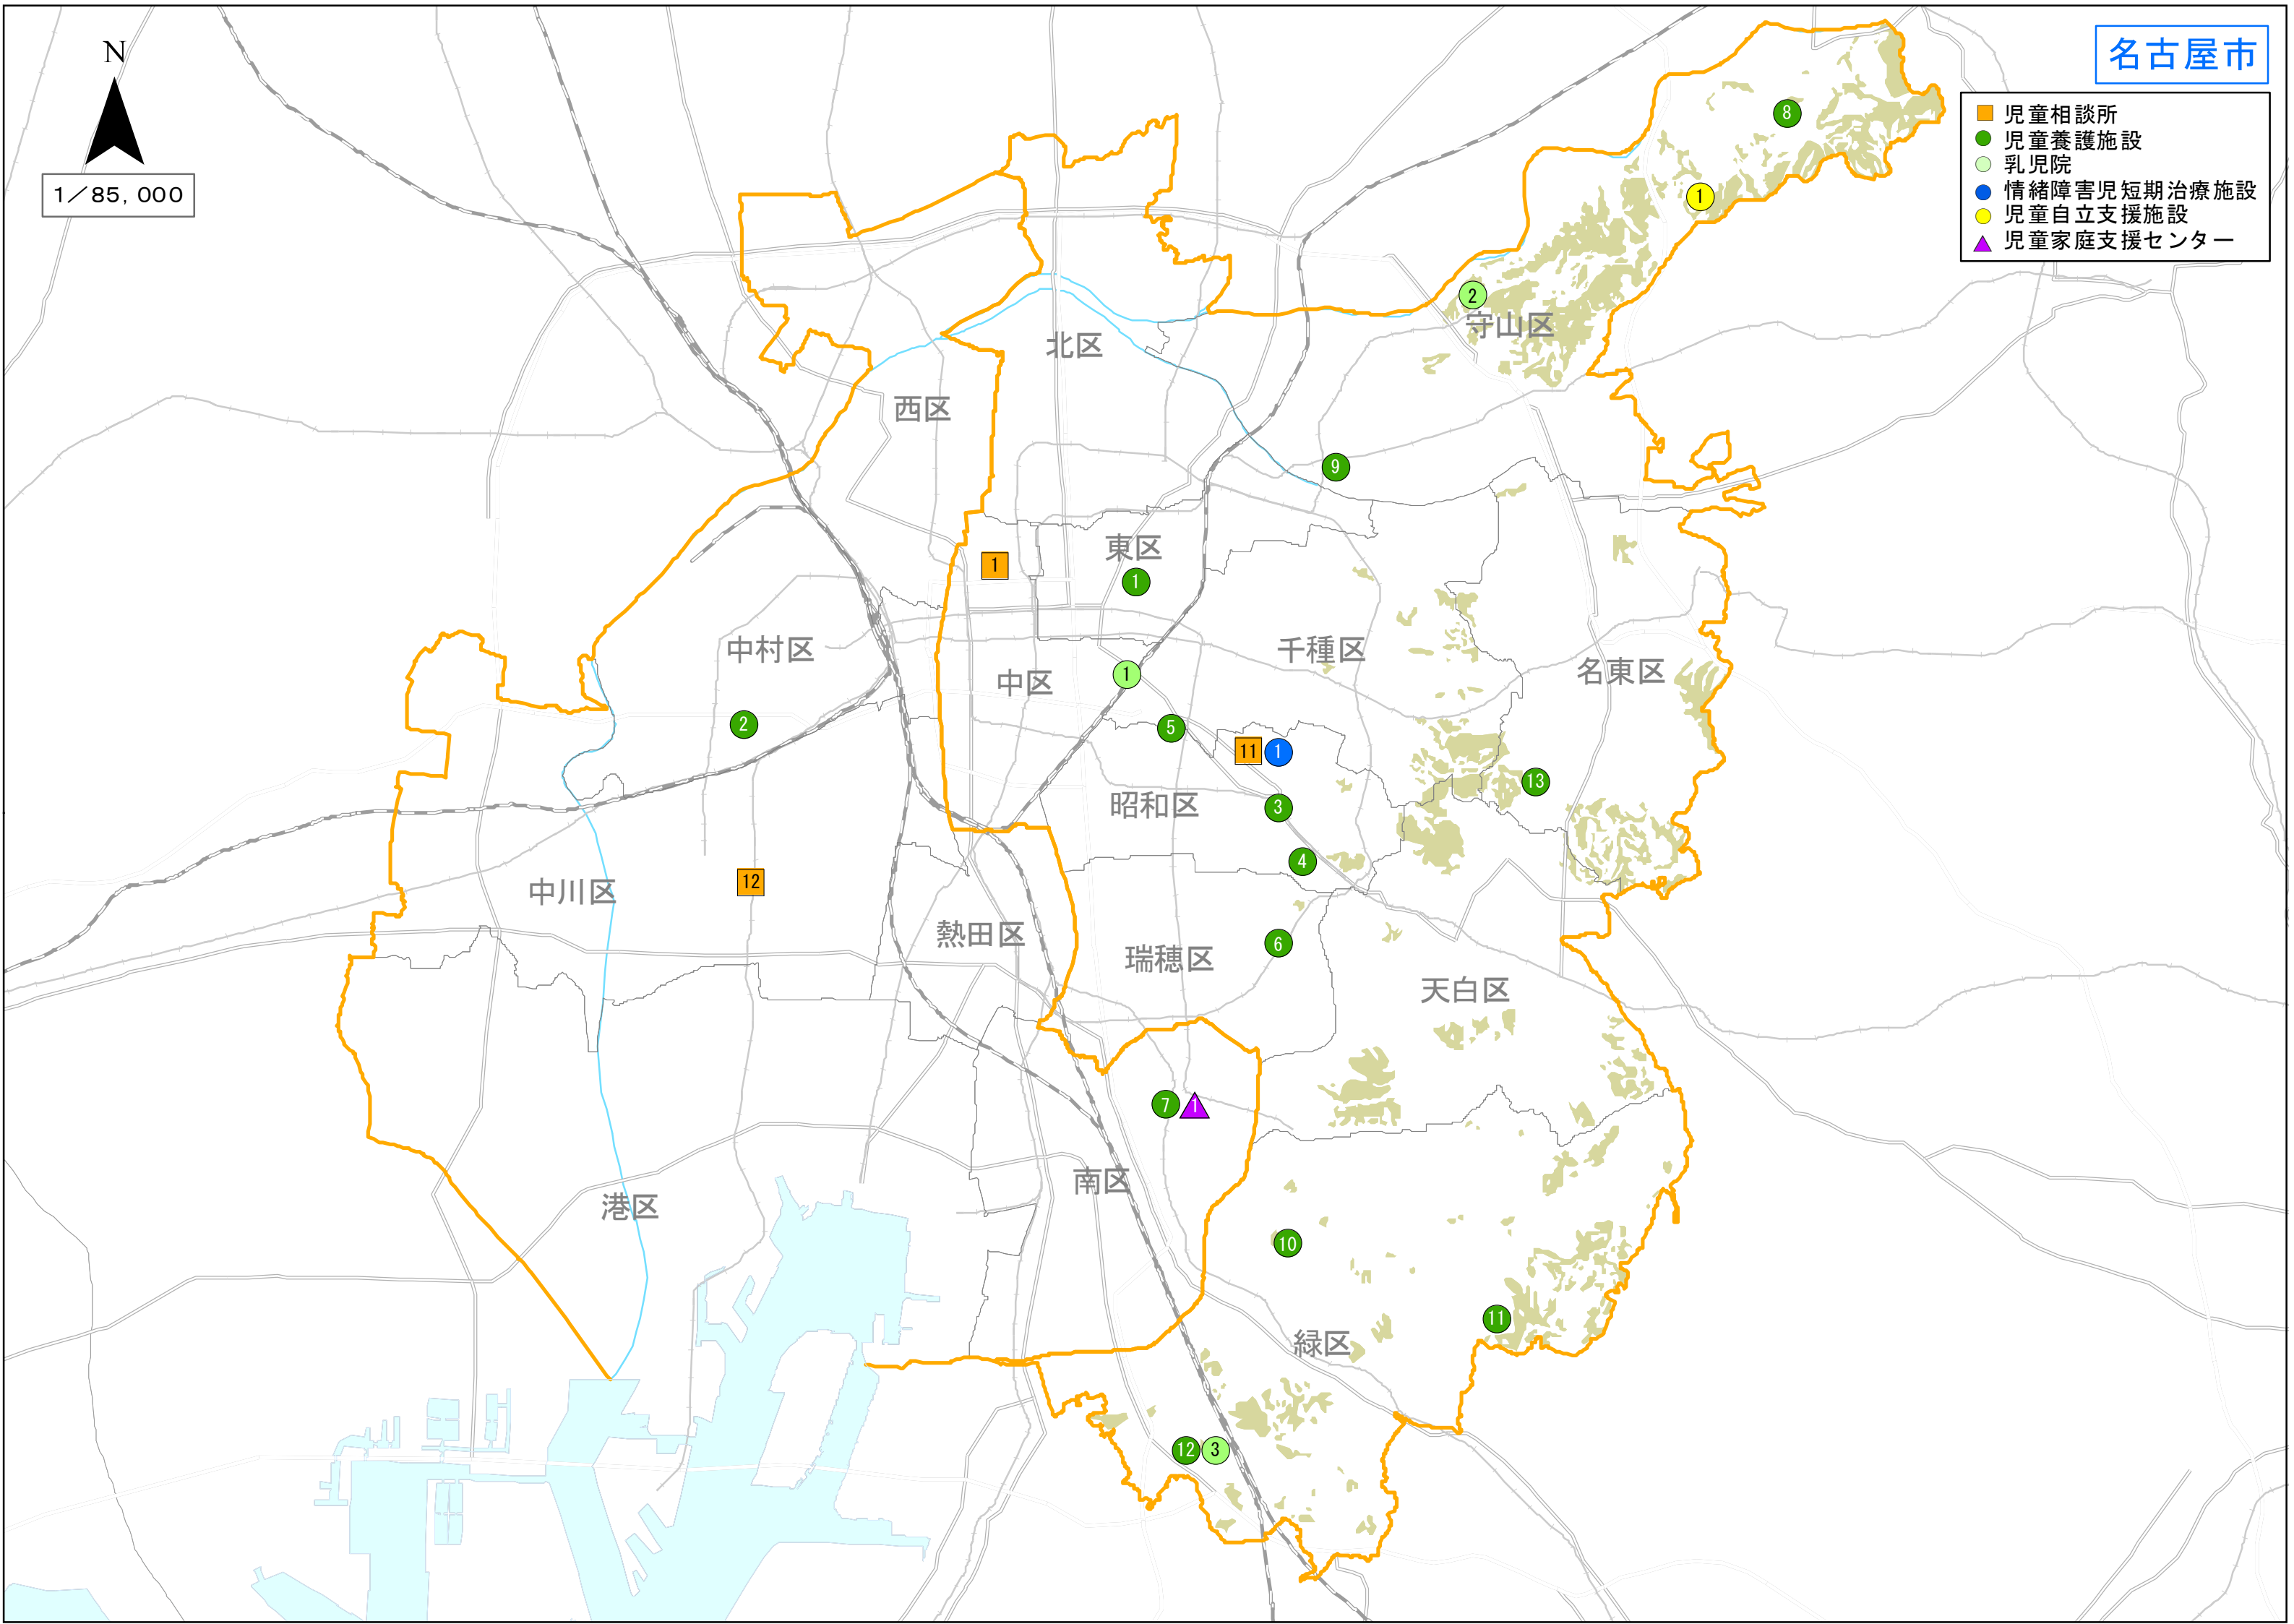 名古屋市
N
1／85,000
児童相談所
児童養護施設
乳児院
情緒障害児短期治療施設
児童自立支援施設
児童家庭支援センター
8
1
2
守山区
北区
西区
9
東区
1
1
中村区
千種区
名東区
中区
1
2
5
11
1
13
昭和区
3
4
12
中川区
熱田区
瑞穂区
6
天白区
7
1
南区
港区
10
11
緑区
12
3